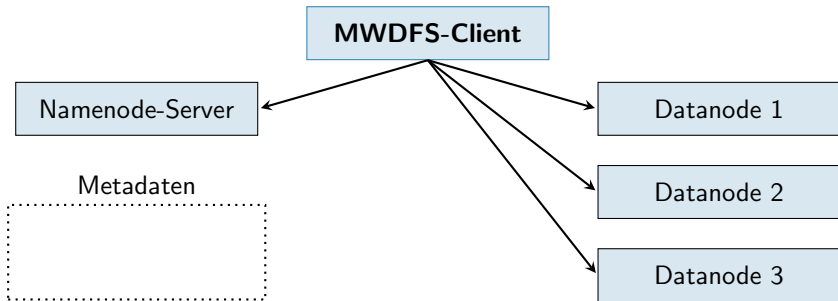 MWDFS-Client
Namenode-Server
Datanode 1
Metadaten
Datanode 2
Datanode 3